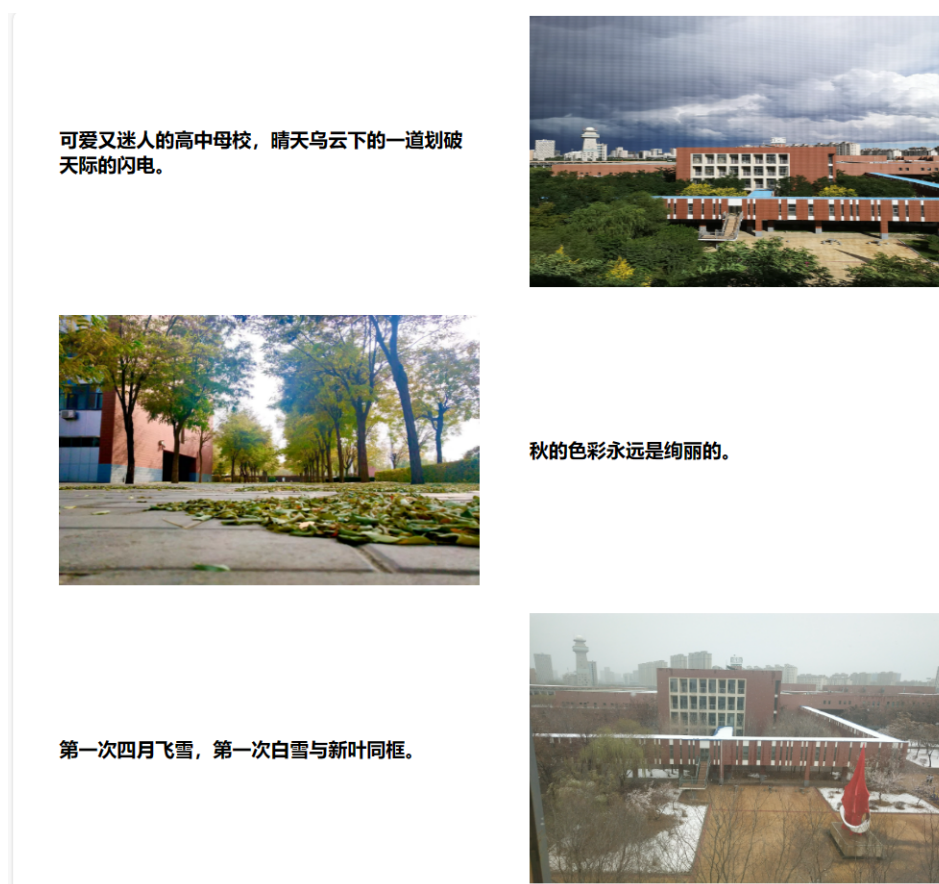 可爱又迷人的高中母校，晴天乌云下的一道划破
天际的闪电。
秋的色彩永远是绚丽的。
第一次四月飞雪，第一次白雪与新叶同框。